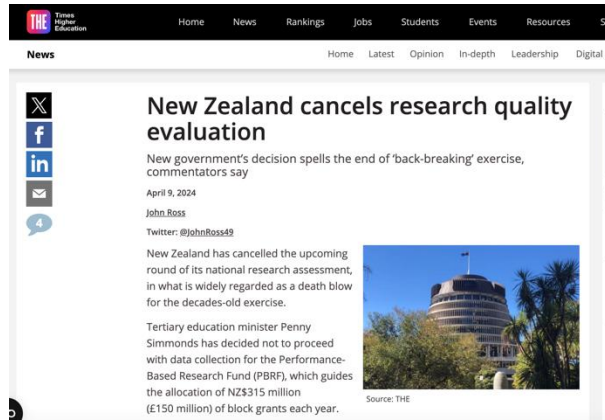 THE
Times
Higher
Education
Home News Rankings Jobs Students Events Resources
News
Home Latest Opinion In-depth Leadership Digital
New Zealand cancels research quality
evaluation
New government's decision spells the end of 'back-breaking' exercise,
commentators say
April 9, 2024
John Ross
Twitter: @JohnRoss49
4
New Zealand has cancelled the upcoming
round of its national research assessment,
in what is widely regarded as a death blow
for the decades-old exercise.
Tertiary education minister Penny
Simmonds has decided not to proceed
with data collection for the Performance-
Based Research Fund (PBRF), which guides
the allocation of NZ$315 million
(£150 million) of block grants each year.
Source: THE